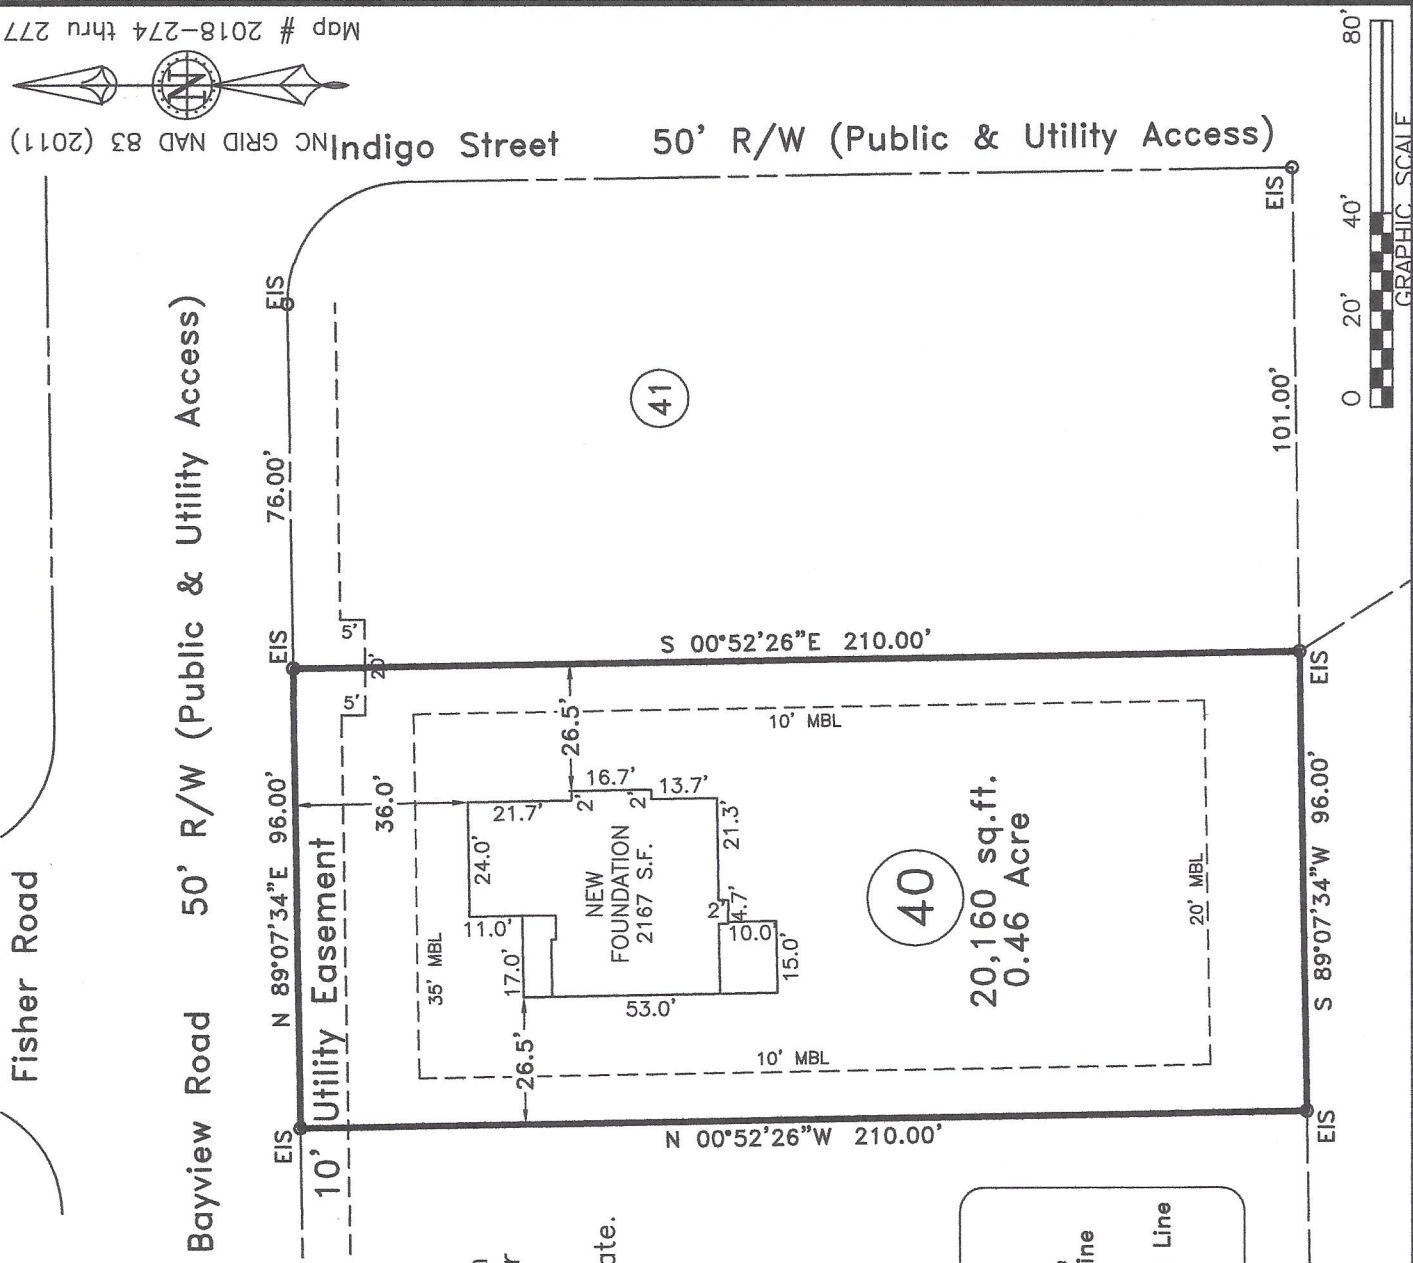 Map # 2018-274 thru 277
N
NC GRID NAD 83 (2011)
Indigo Street 50' R/W (Public & Utility Access)
EIS
EIS
80'
40'
20'
0
GRAPHIC SCALE
Fisher Road
Bayview Road 50' R/W (Public & Utility Access)
76.00'
41
101.00'
EIS
5'
20'
5'
S 00°52'26"E 210.00'
EIS
N 89°07'34"E 96.00'
10' Utility Easement
36.0'
26.5'
10' MBL
35' MBL
21.7'
2'
16.7'
2'
13.7'
24.0'
21.3'
NEW
FOUNDATION
2167 S.F.
11.0'
17.0'
2'
4.7'
10.0'
15.0'
53.0'
26.5'
40
20,160 sq.ft.
0.46 Acre
20' MBL
S 89°07'34"W 96.00'
10' MBL
EIS
N 00°52'26"W 210.00'
EIS
ate.
ine
Line